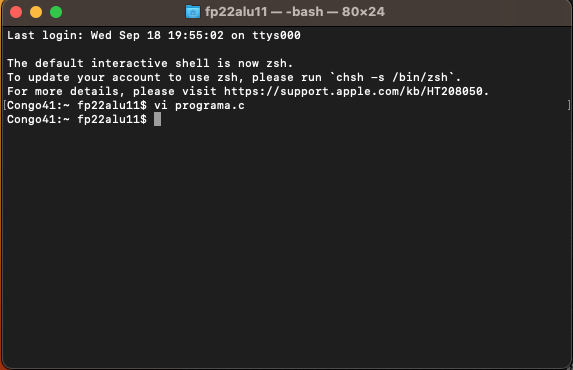 fp22alu11 — -bash — 80×24
Last login: Wed Sep 18 19:55:02 on ttys000
The default interactive shell is now zsh.
To update your account to use zsh, please run `chsh -s /bin/zsh`.
For more details, please visit https://support.apple.com/kb/HT208050.
[Congo41:~ fp22alu11$ vi programa.c ]
Congo41:~ fp22alu11$